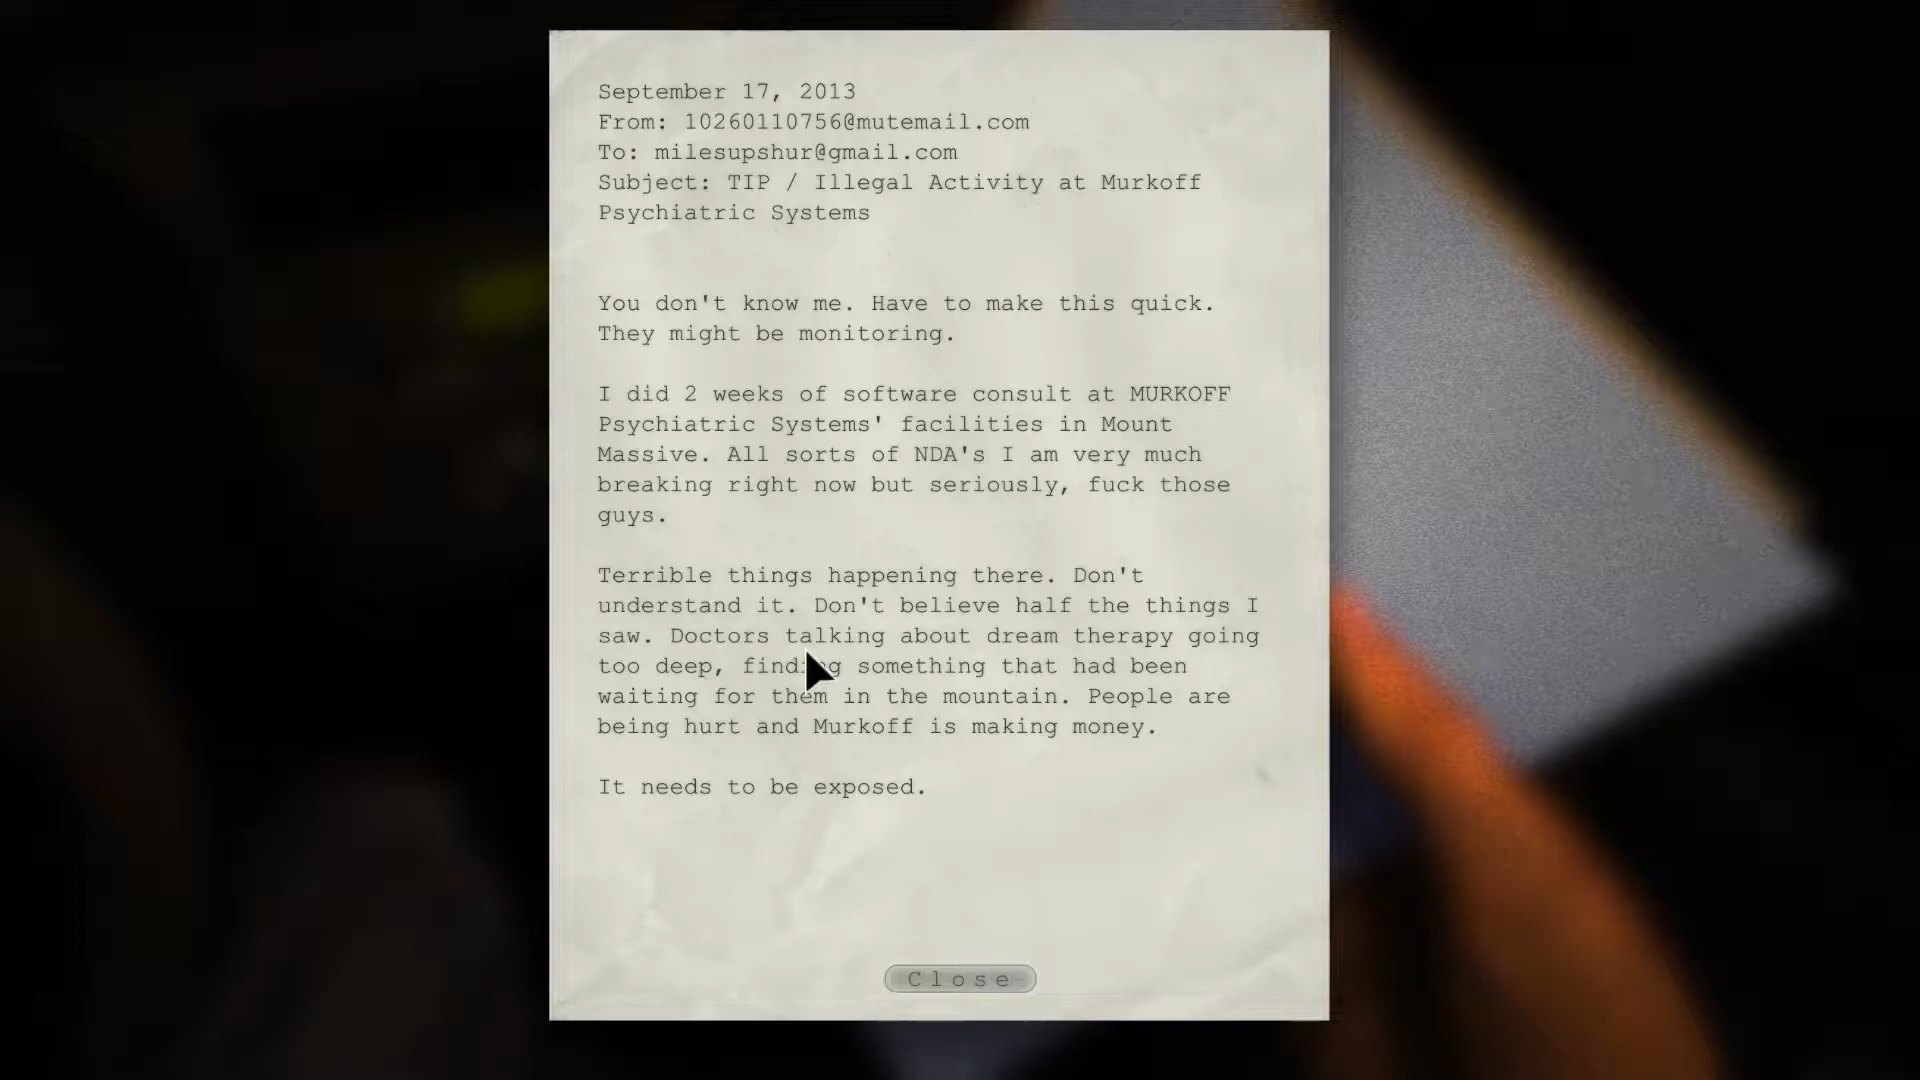 September 17, 2013
From: 10260110756@mutemail.com
To: milesupshur@gmail.com
Subject: TIP / Illegal Activity at Murkoff
Psychiatric Systems
You don't know me. Have to make this quick.
They might be monitoring.
I did 2 weeks of software consult at MURKOFF
Psychiatric Systems' facilities in Mount
Massive. All sorts of NDA's I am very much
breaking right now but seriously, fuck those
guys.
Terrible things happening there. Don't
understand it. Don't believe half the things I
saw. Doctors talking about dream therapy going
too deep, finding something that had been
waiting for them in the mountain. People are
being hurt and Murkoff is making money.
It needs to be exposed.
Close